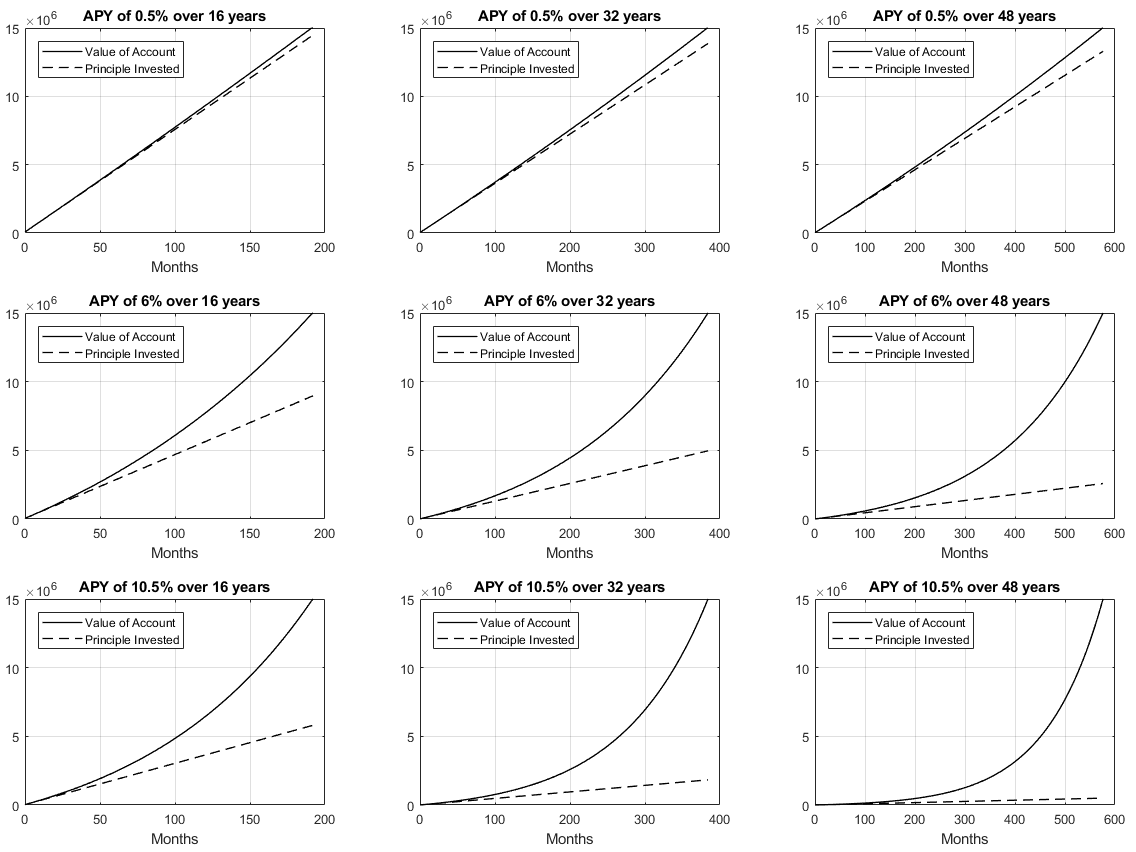 APY of 0.5% over 16 years
×10^6
15
10
5
0
Value of Account
Principle Invested
0 50 100 150 200
Months
APY of 0.5% over 32 years
×10^6
15
10
5
0
Value of Account
Principle Invested
0 100 200 300 400
Months
APY of 0.5% over 48 years
×10^6
15
10
5
0
Value of Account
Principle Invested
0 100 200 300 400 500 600
Months
APY of 6% over 16 years
×10^6
15
10
5
0
Value of Account
Principle Invested
0 50 100 150 200
Months
APY of 6% over 32 years
×10^6
15
10
5
0
Value of Account
Principle Invested
0 100 200 300 400
Months
APY of 6% over 48 years
×10^6
15
10
5
0
Value of Account
Principle Invested
0 100 200 300 400 500 600
Months
APY of 10.5% over 16 years
×10^6
15
10
5
0
Value of Account
Principle Invested
0 50 100 150 200
Months
APY of 10.5% over 32 years
×10^6
15
10
5
0
Value of Account
Principle Invested
0 100 200 300 400
Months
APY of 10.5% over 48 years
×10^6
15
10
5
0
Value of Account
Principle Invested
0 100 200 300 400 500 600
Months